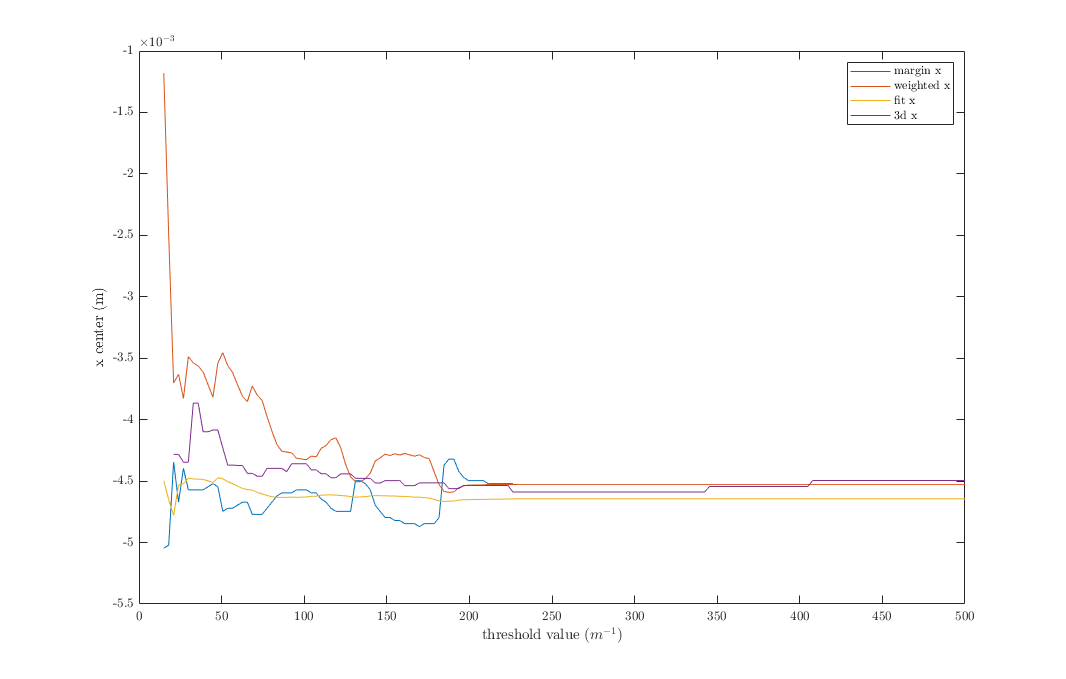 ×10⁻³
-1
-1.5
-2
-2.5
-3
-3.5
-4
-4.5
-5
-5.5
x center (m)
0 50 100 150 200 250 300 350 400 450 500
threshold value (m⁻¹)
margin x
weighted x
fit x
3d x